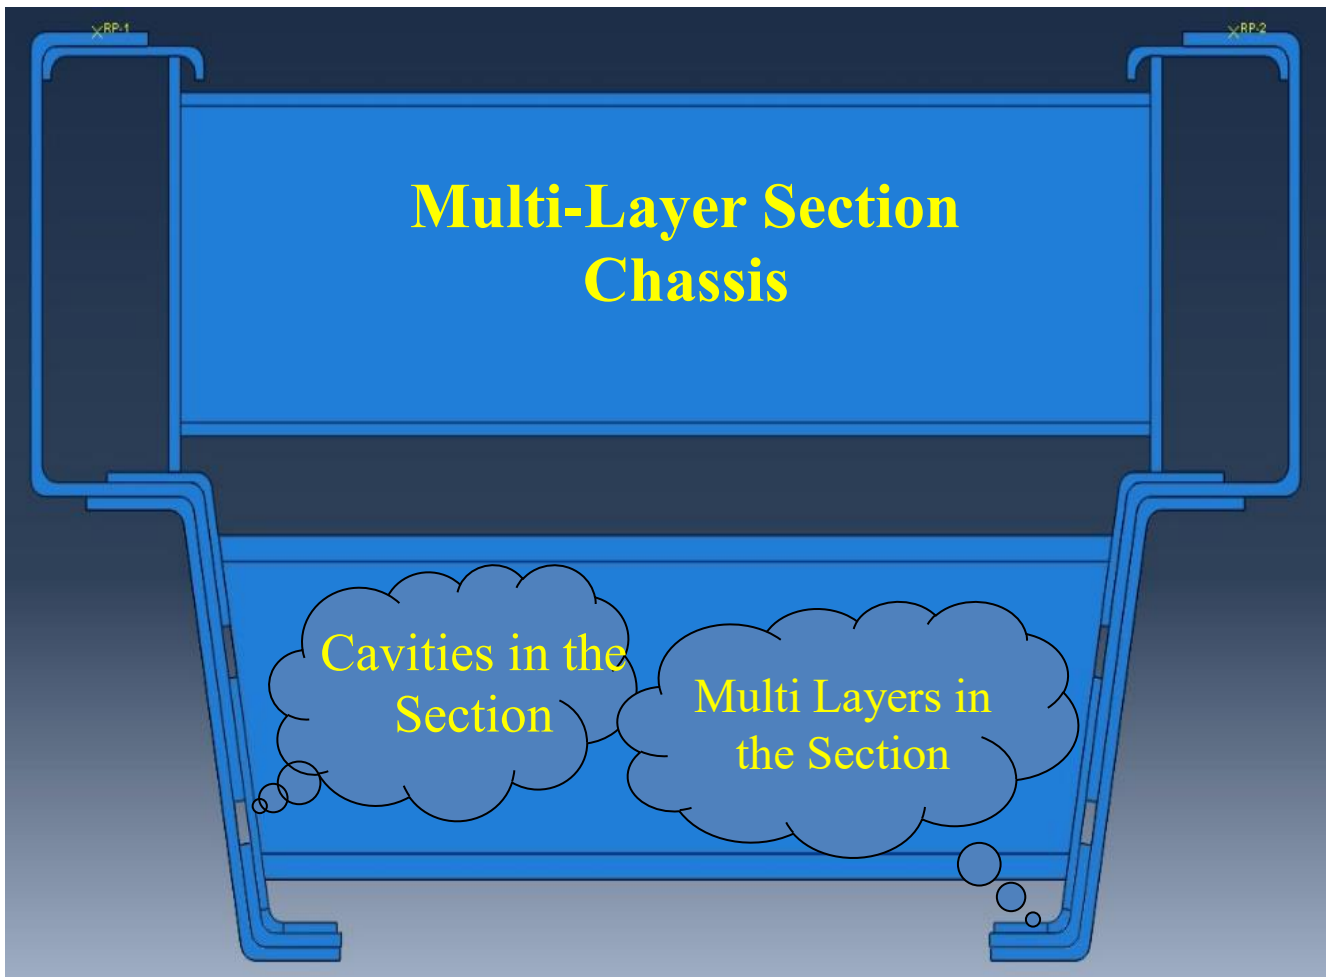 RP-1
RP-2
Multi-Layer Section
Chassis
Cavities in the
Section
Multi Layers in
the Section